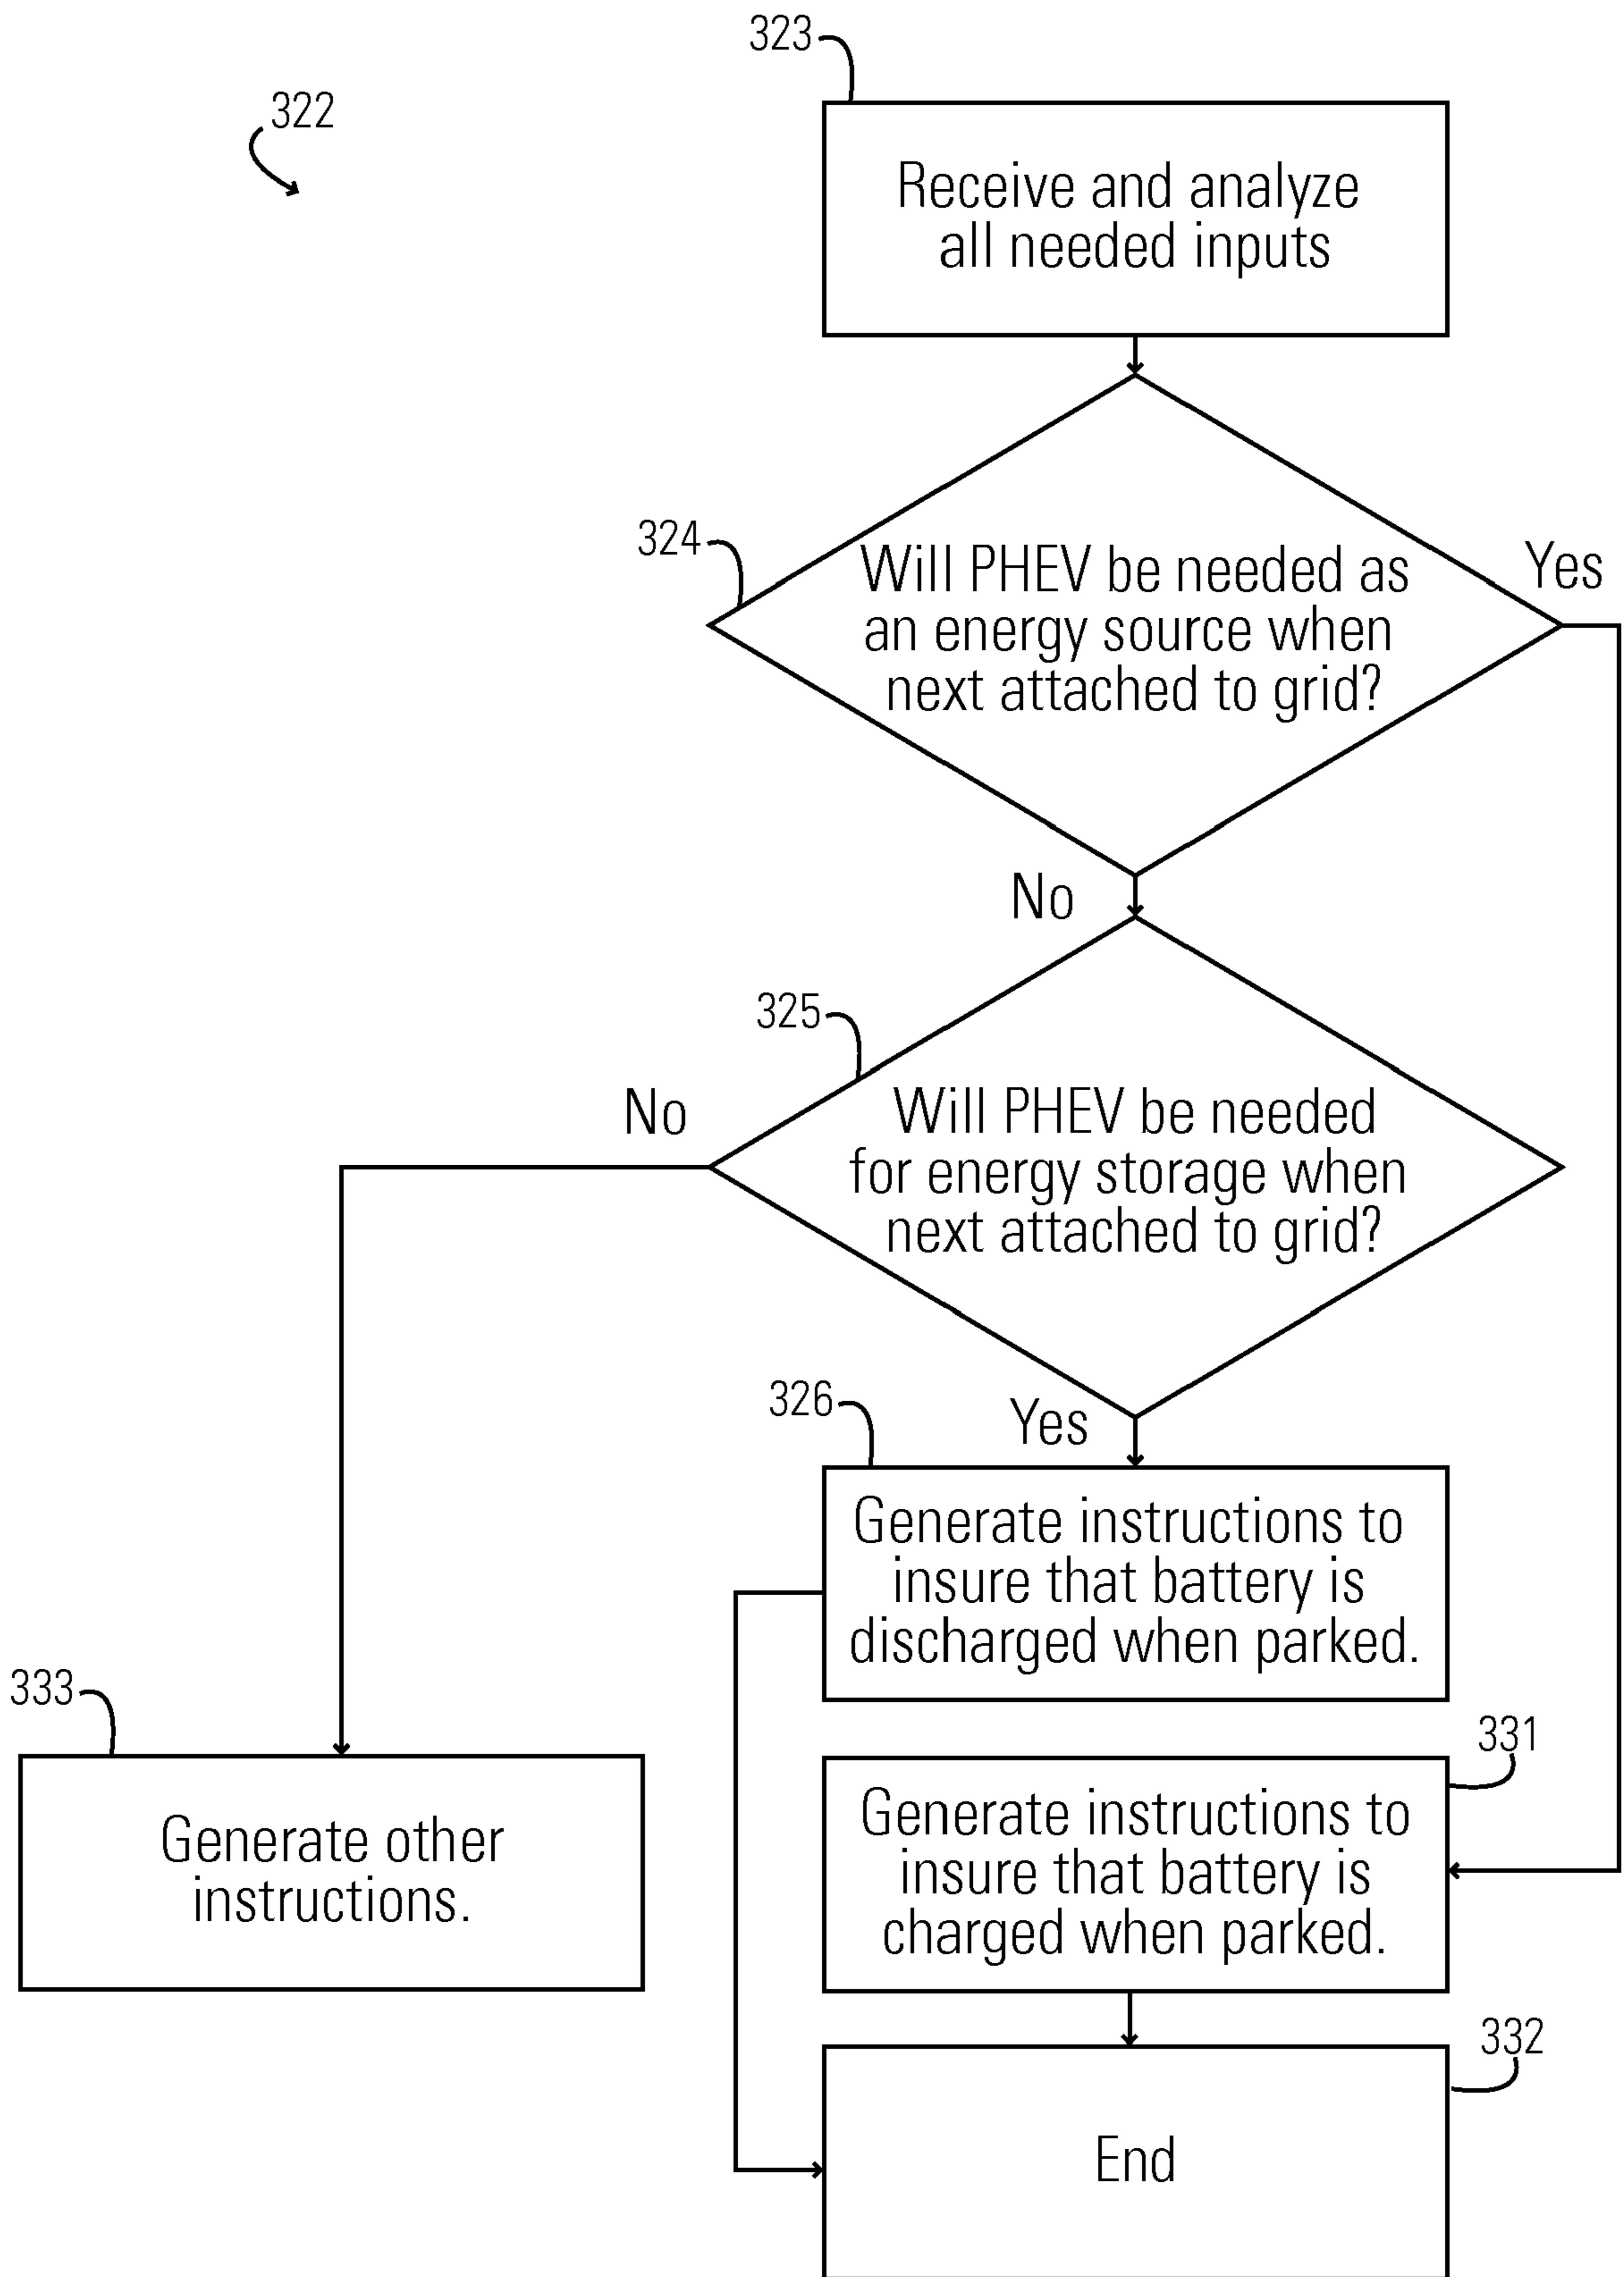 323
322
Receive and analyze
all needed inputs
324
Will PHEV be needed as
an energy source when
next attached to grid?
Yes
No
325
Will PHEV be needed
for energy storage when
next attached to grid?
No
Yes
326
Generate instructions to
insure that battery is
discharged when parked.
333
Generate other
instructions.
331
Generate instructions to
insure that battery is
charged when parked.
332
End